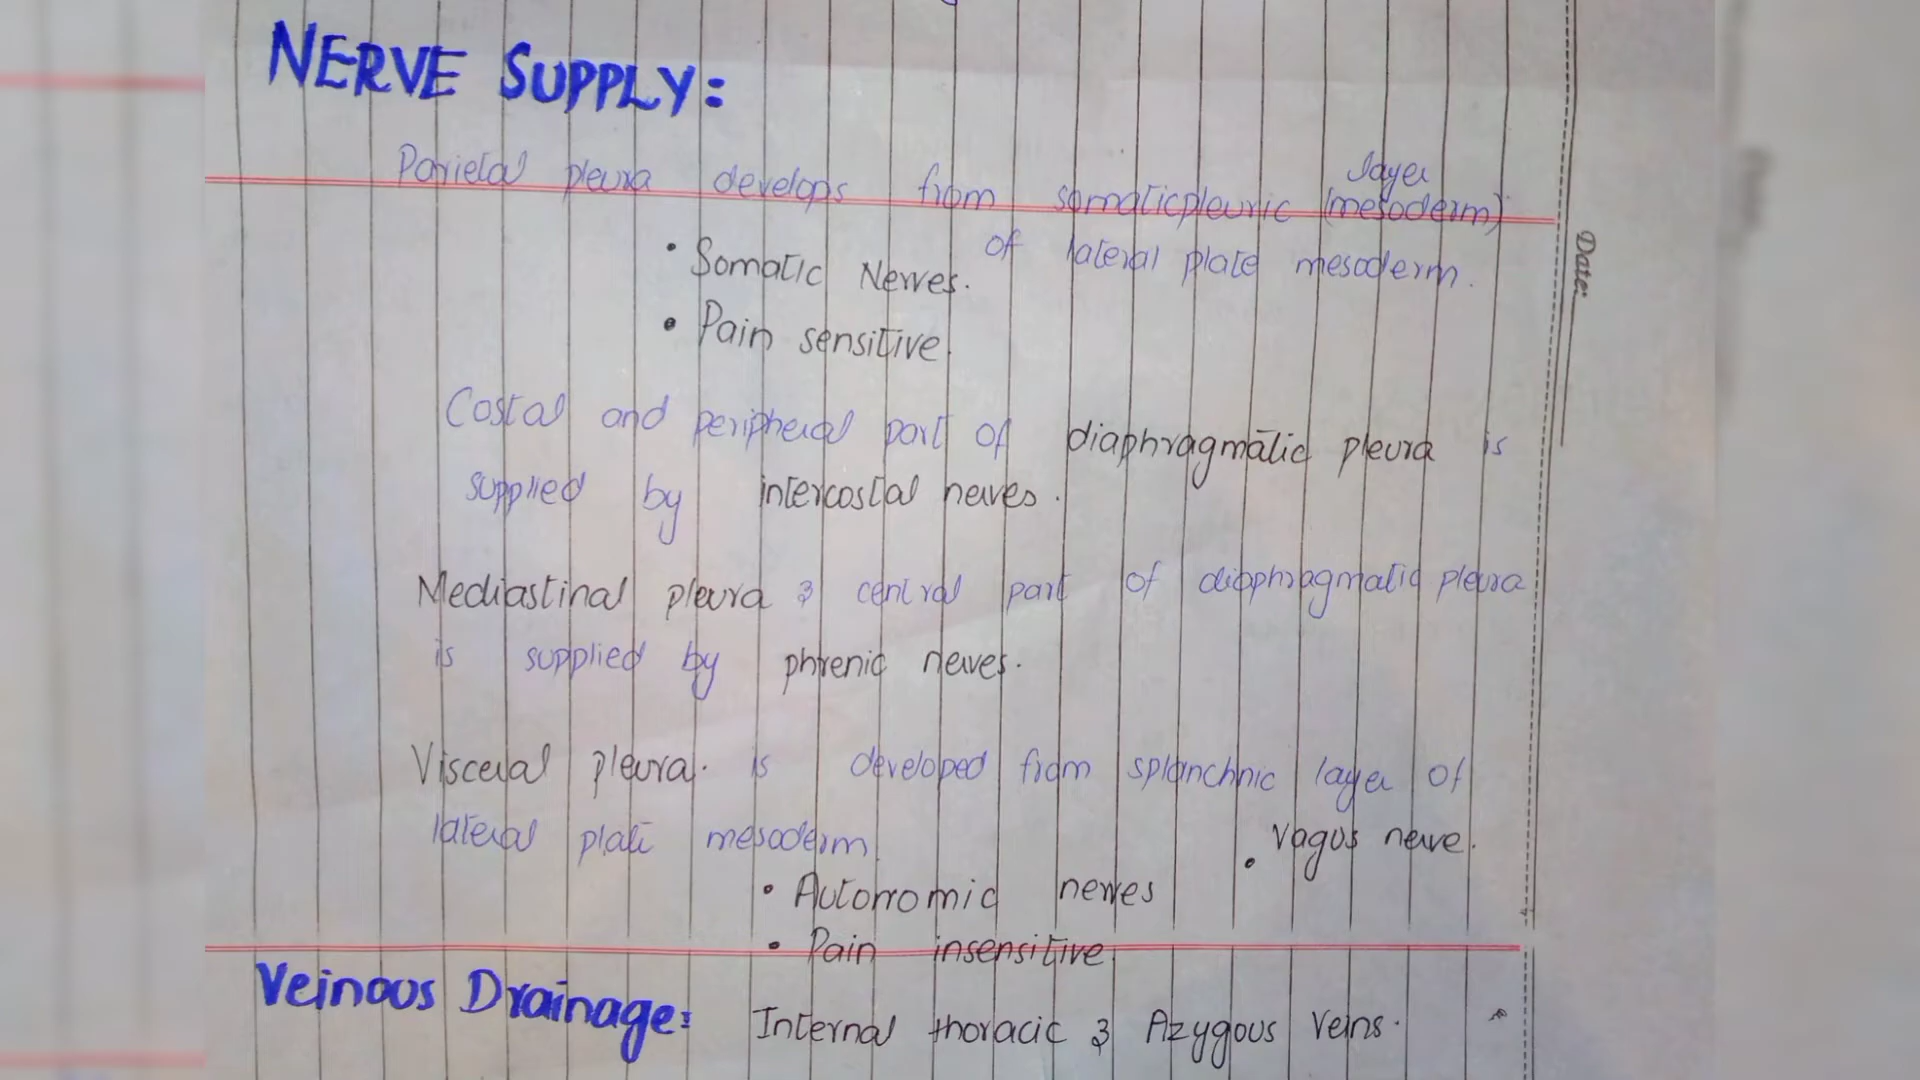 NERVE SUPPLY:
Parietal pleura develops from somaticpleuric layer (mesoderm)
of lateral plate mesoderm.
• Somatic Nerves.
• Pain sensitive
Costal and peripheral part of diaphragmatic pleura is
supplied by intercostal nerves.
Mediastinal pleura & central part of diaphragmatic pleura
is supplied by phrenic nerves.
Visceral pleura. is developed from splanchnic layer of
lateral plate mesoderm
• Vagus nerve.
• Autonomic nerves
• Pain insensitive
Veinous Drainage: Internal thoracic & Azygous veins.
Date: